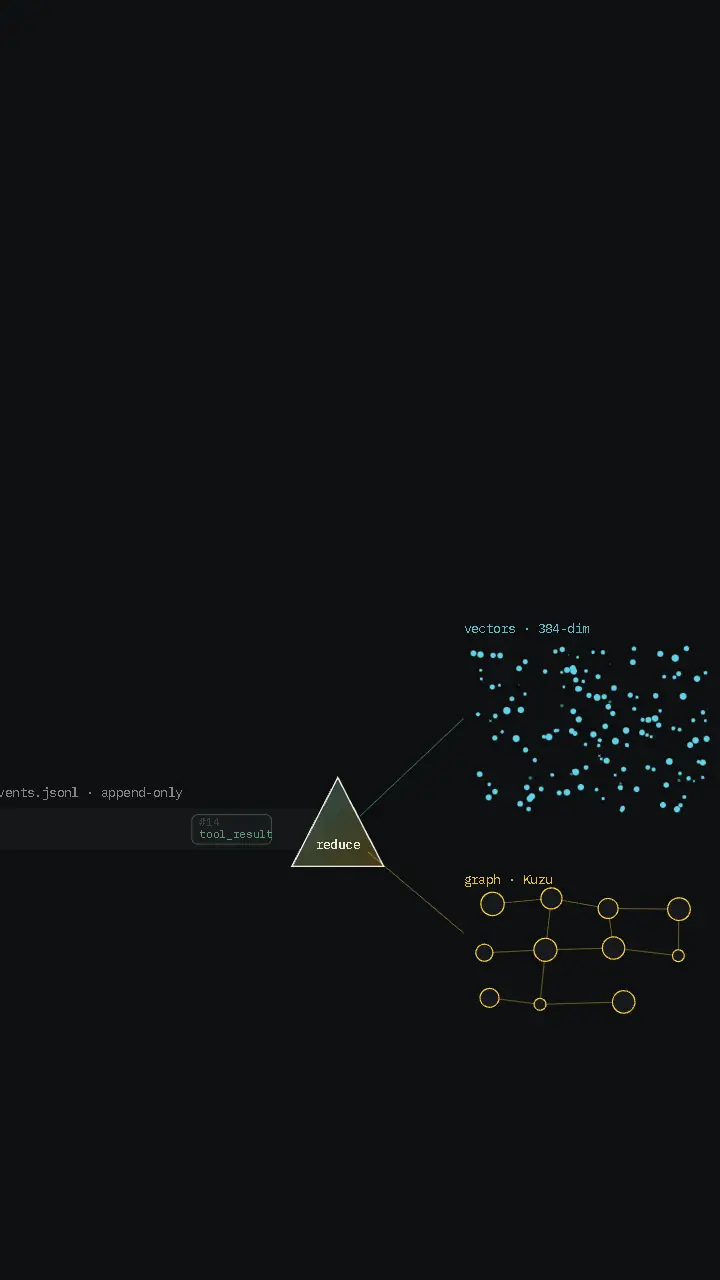 vectors · 384-dim
vents.jsonl · append-only
#14
tool_result
reduce
graph · Kuzu